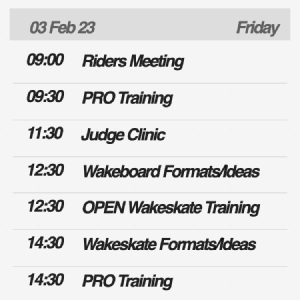 03 Feb 23 Friday
09:00 Riders Meeting
09:30 PRO Training
11:30 Judge Clinic
12:30 Wakeboard Formats/Ideas
12:30 OPEN Wakeskate Training
14:30 Wakeskate Formats/Ideas
14:30 PRO Training